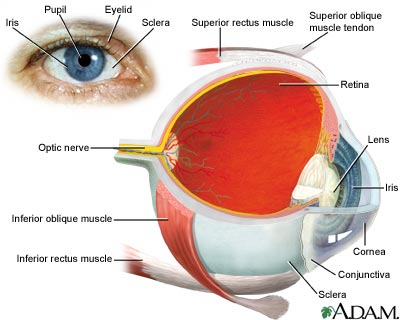 Pupil
Eyelid
Iris
Sclera
Superior rectus muscle
Superior oblique
muscle tendon
Retina
Optic nerve
Lens
Iris
Inferior oblique muscle
Cornea
Inferior rectus muscle
Conjunctiva
Sclera
A.D.A.M.